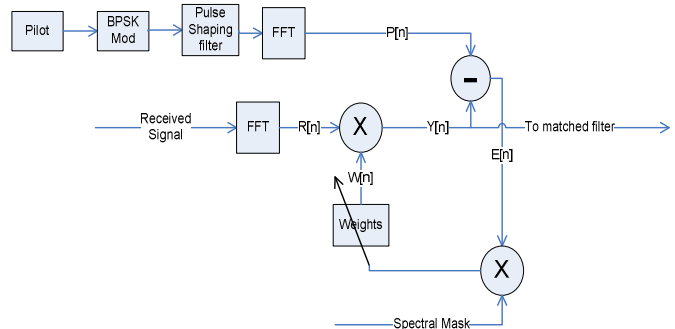 Pilot
BPSK
Mod
Pulse
Shaping
filter
FFT
P[n]
-
Received
Signal
FFT
R[n]
X
Y[n]
To matched filter
E[n]
W[n]
Weights
X
Spectral Mask